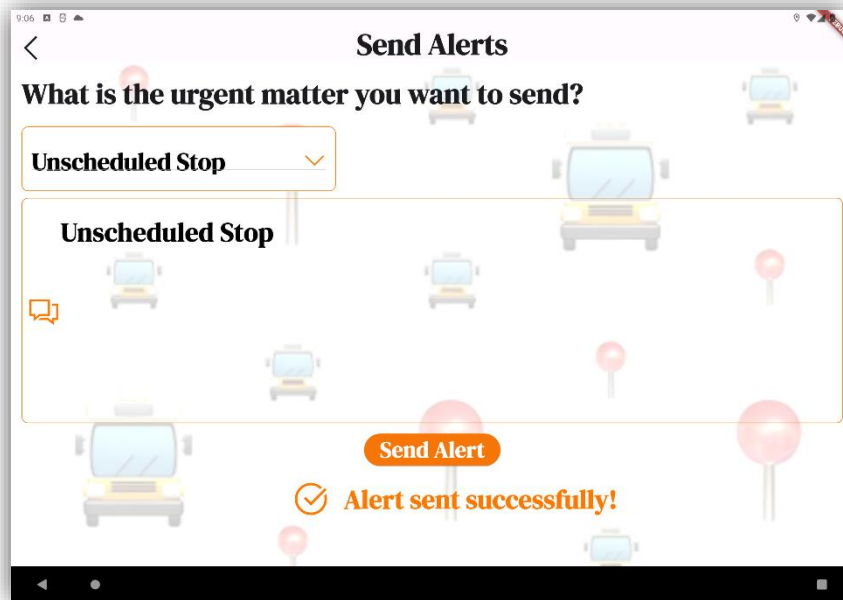 9:06
Send Alerts
What is the urgent matter you want to send?
Unscheduled Stop
Unscheduled Stop
Send Alert
Alert sent successfully!